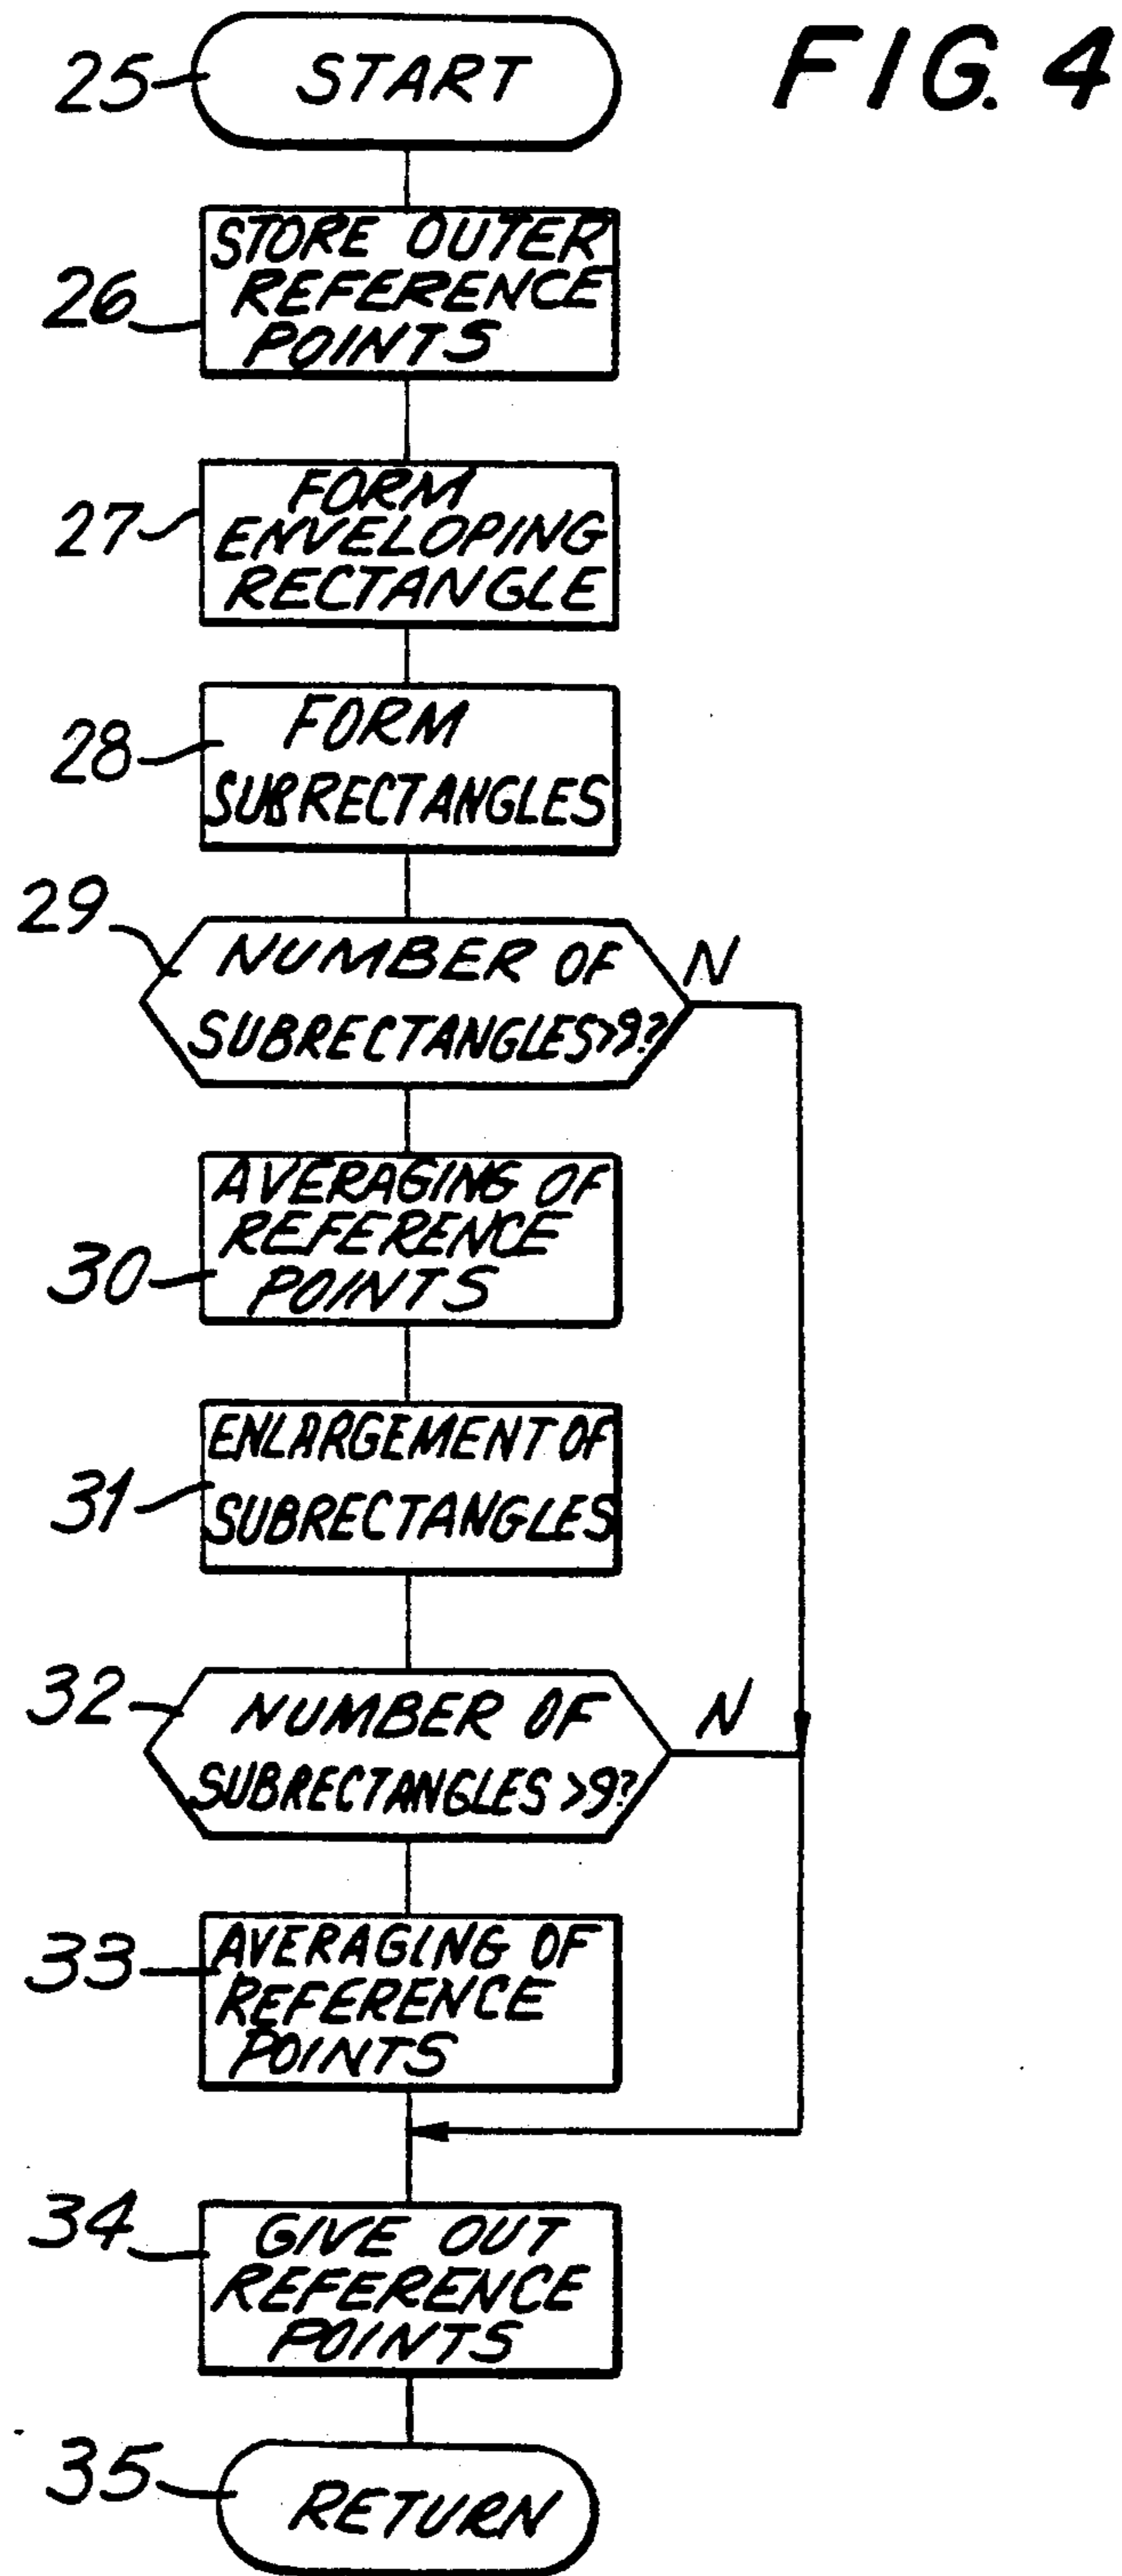 FIG. 4
25
START
26
STORE OUTER
REFERENCE
POINTS
27
FORM
ENVELOPING
RECTANGLE
28
FORM
SUBRECTANGLES
29
NUMBER OF
SUBRECTANGLES>9?
N
30
AVERAGING OF
REFERENCE
POINTS
31
ENLARGEMENT OF
SUBRECTANGLES
32
NUMBER OF
SUBRECTANGLES >9?
N
33
AVERAGING OF
REFERENCE
POINTS
34
GIVE OUT
REFERENCE
POINTS
35
RETURN